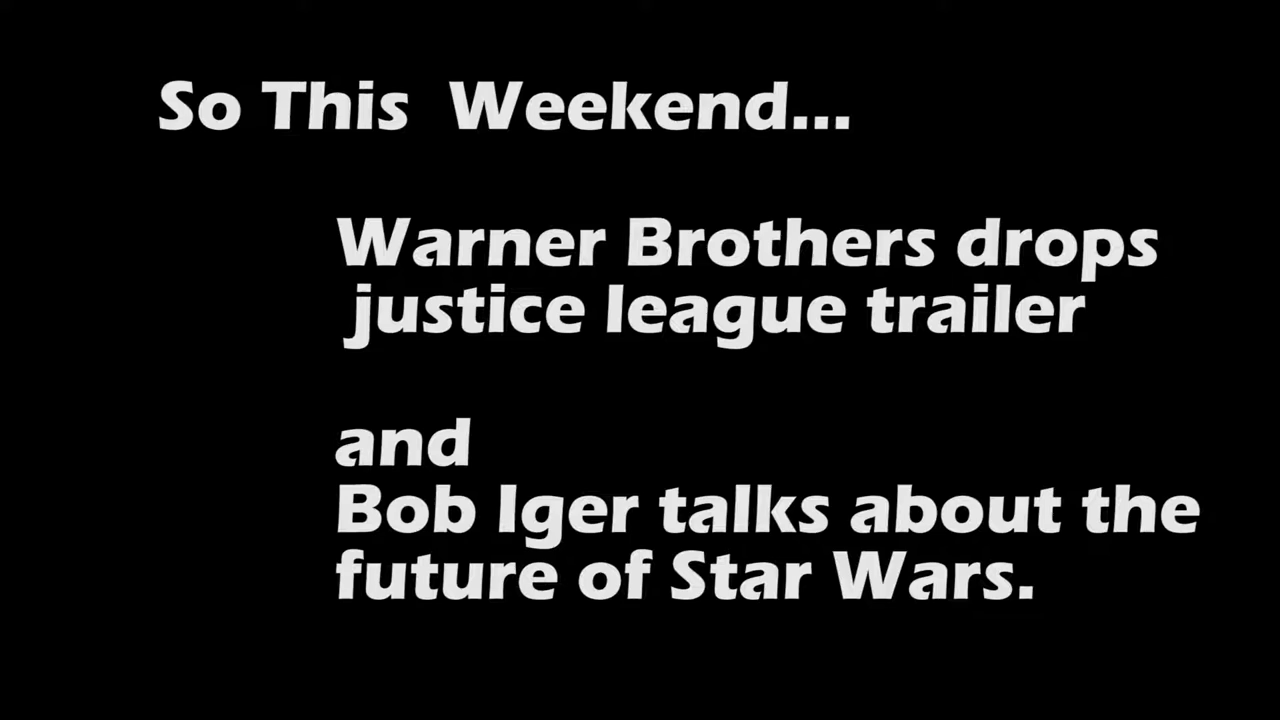 So This Weekend...
Warner Brothers drops
justice league trailer
and
Bob Iger talks about the
future of Star Wars.